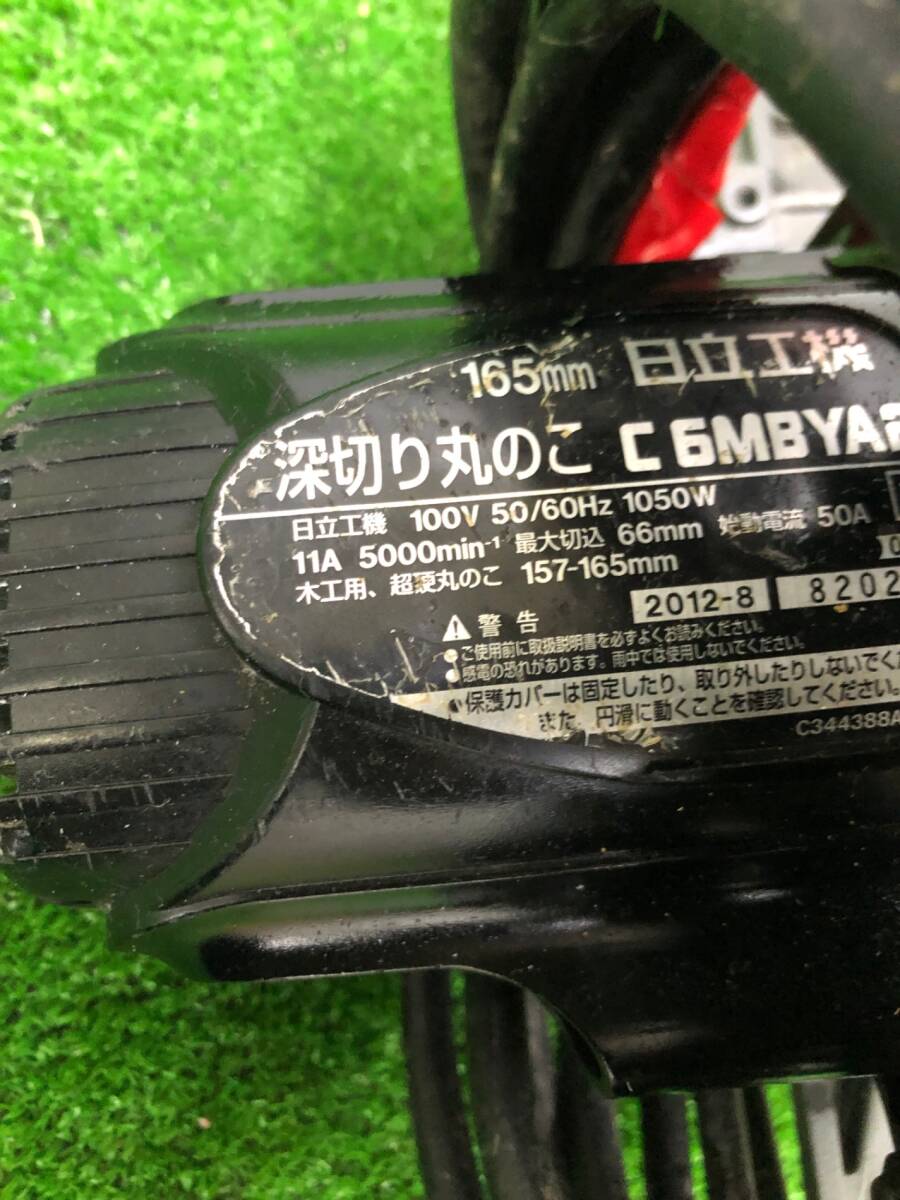 165mm 日立工機
深切り丸のこ C 6MBYA2
日立工機 100V 50/60Hz 1050W
11A 5000min-1 最大切込 66mm 始動電流 50A
木工用、超硬丸のこ 157-165mm
2012-8 8202
⚠ 警告
●ご使用前に取扱説明書を必ずよくお読みください。
●感電の恐れがあります。雨中では使用しないでください。
●保護カバーは固定したり、取り外したりしないでくだ
また、円滑に動くことを確認してください。
C344388A